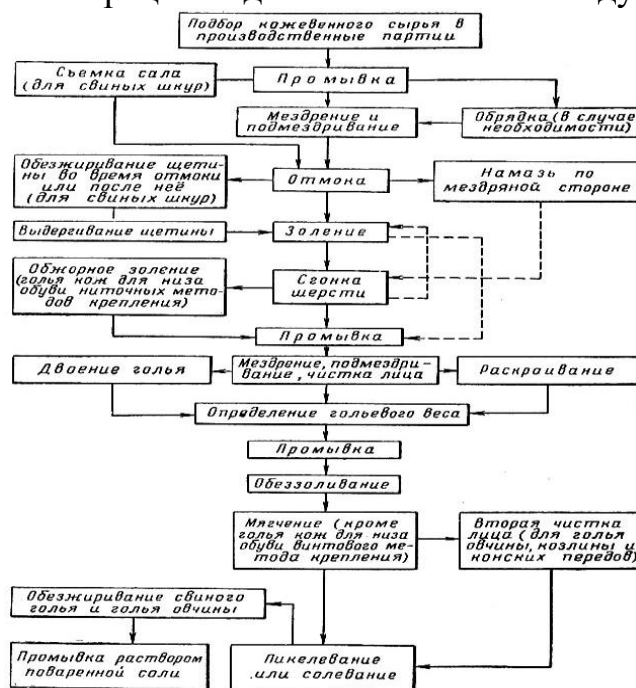 Подбор кожевенного сырья в
производственные партии
Съемка сала
(для свиных шкур)
Промывка
Мездрение и
подмездривание
Обрядка (в случае
необходимости)
Обезжиривание щети-
ны во время отмоки
или после неё
(для свиных шкур)
Отмока
Намазь по
мездряной стороне
Выдергивание щетины
Золение
Обжорное золение
(голья кож для низа
обуви ниточных мето-
дов крепления)
Сгонка
шерсти
Промывка
Двоение голья
Мездрение, подмездри-
вание, чистка лица
Раскраивание
Определение гольевого веса
Промывка
Обеззоливание
Мягчение (кроме
голья кож для низа
обуви винтового ме-
тода крепления)
Вторая чистка
лица (для голья
овчины, козлины и
конских передов)
Обезжиривание свиного
голья и голья овчины
Промывка раствором
поваренной соли
Пикелевание
или солевание